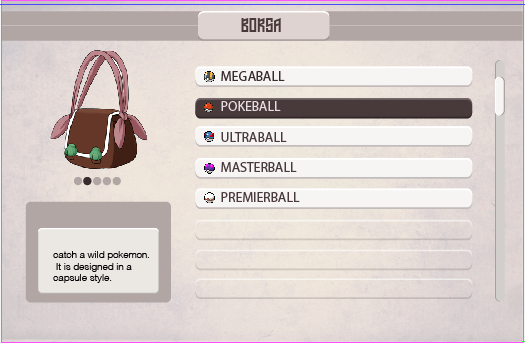 BORSA
MEGABALL
POKEBALL
ULTRABALL
MASTERBALL
PREMIERBALL
catch a wild pokemon.
It is designed in a
capsule style.